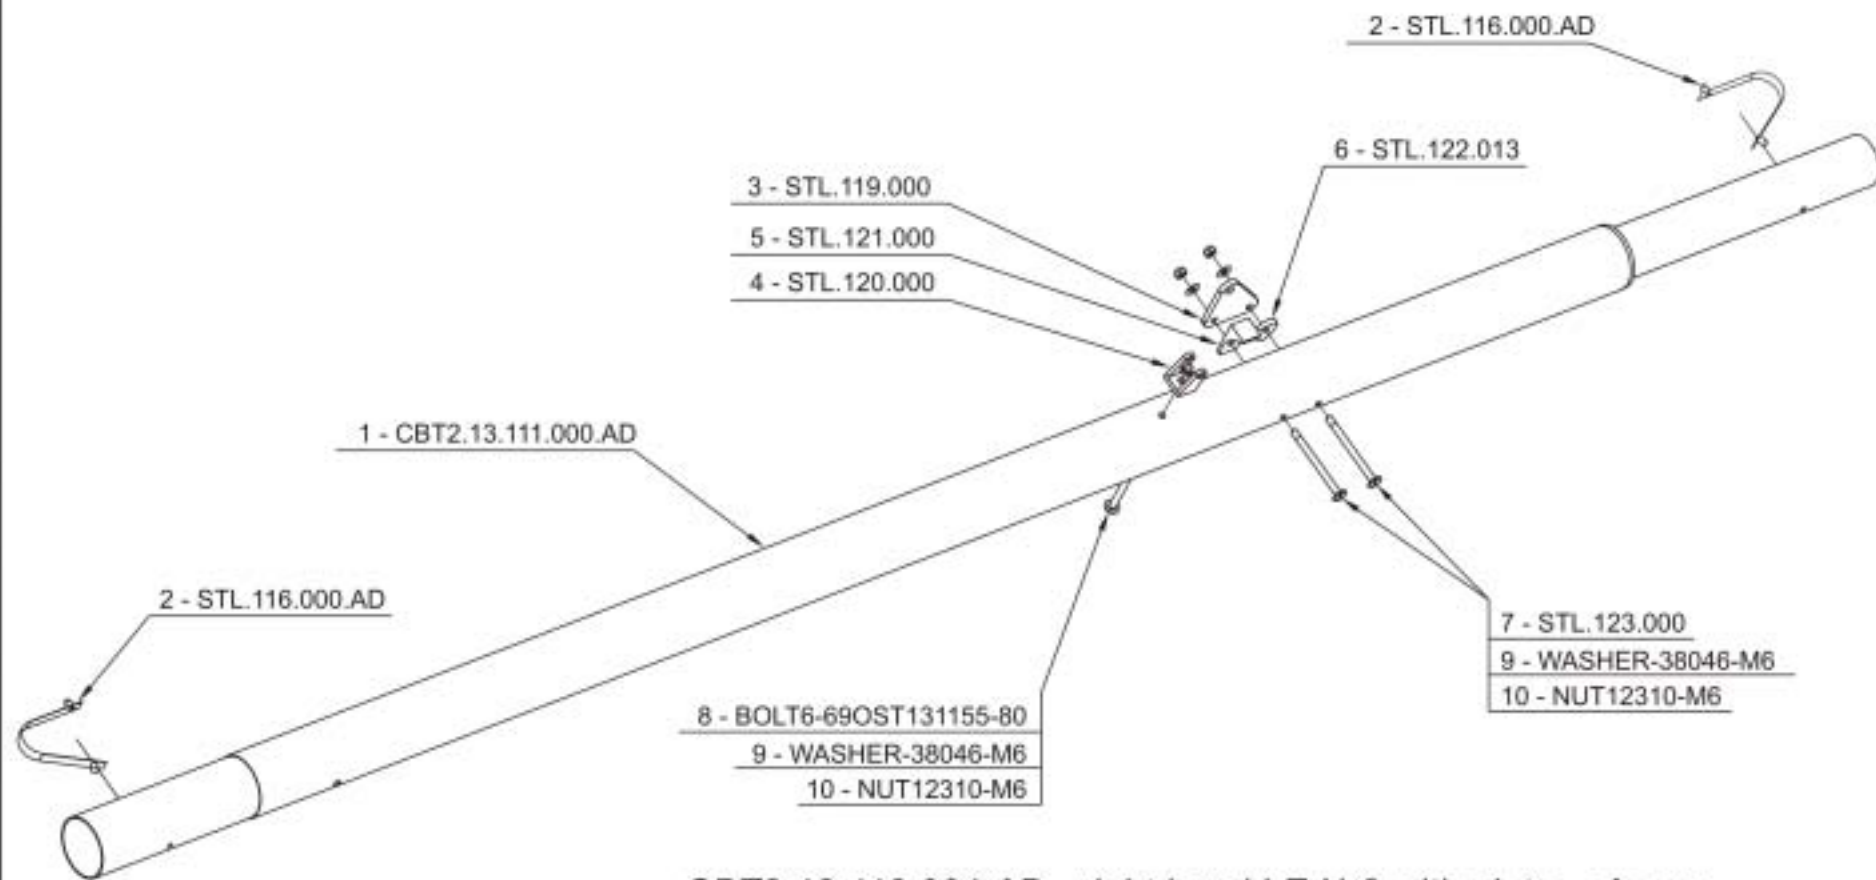 2 - STL.116.000.AD
6 - STL.122.013
3 - STL.119.000
5 - STL.121.000
4 - STL.120.000
1 - CBT2.13.111.000.AD
2 - STL.116.000.AD
7 - STL.123.000
9 - WASHER-38046-M6
10 - NUT12310-M6
8 - BOLT6-69OST131155-80
9 - WASHER-38046-M6
10 - NUT12310-M6